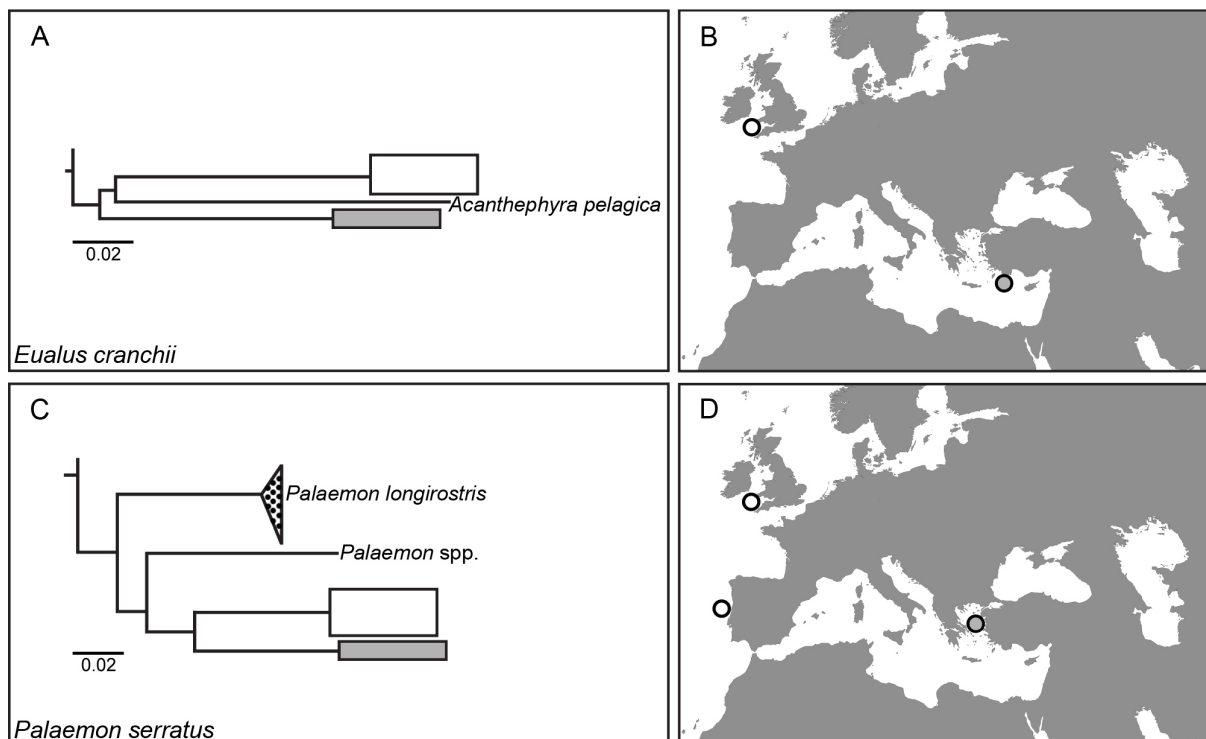 A
B
Acanthephyra pelagica
0.02
Eualus cranchii
C
D
Palaemon longirostris
Palaemon spp.
0.02
Palaemon serratus